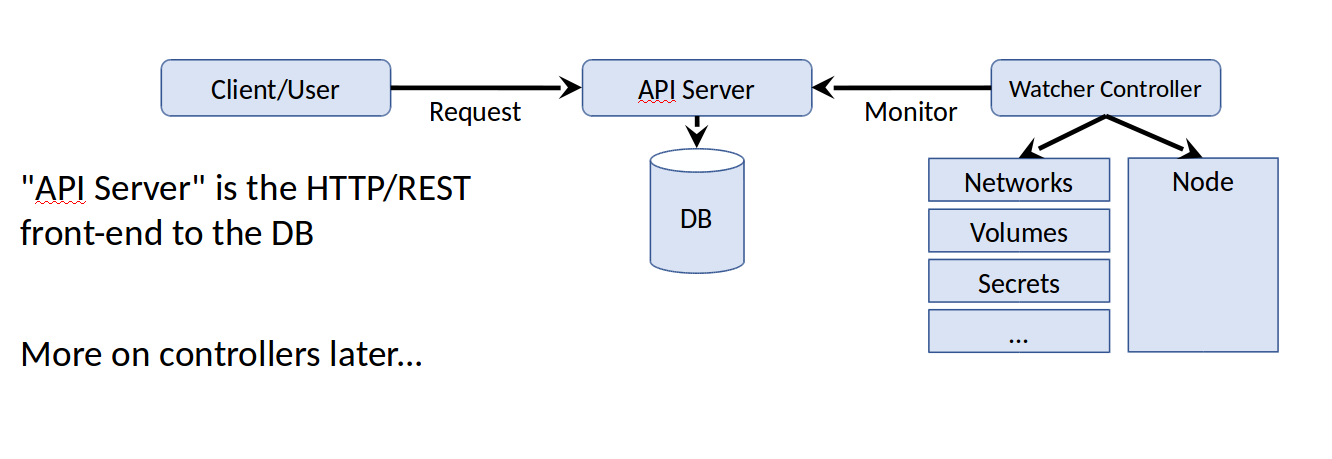 Client/User
API Server
Watcher Controller
Request
Monitor
"API Server" is the HTTP/REST
front-end to the DB
DB
Networks
Node
Volumes
Secrets
...
More on controllers later...